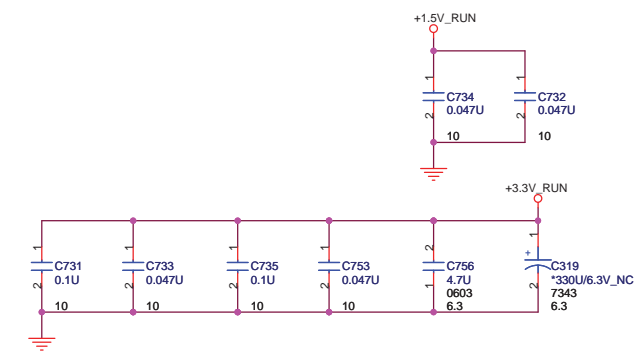 +1.5V_RUN
1 1
C734 C732
0.047U 0.047U
2 2
10 10
+3.3V_RUN
1 1 1 1 2 1
+
C731 C733 C735 C753 C756 C319
0.1U 0.047U 0.1U 0.047U 4.7U *330U/6.3V_NC
2 2 2 2 1 2
0603 7343
10 10 10 10 6.3 6.3